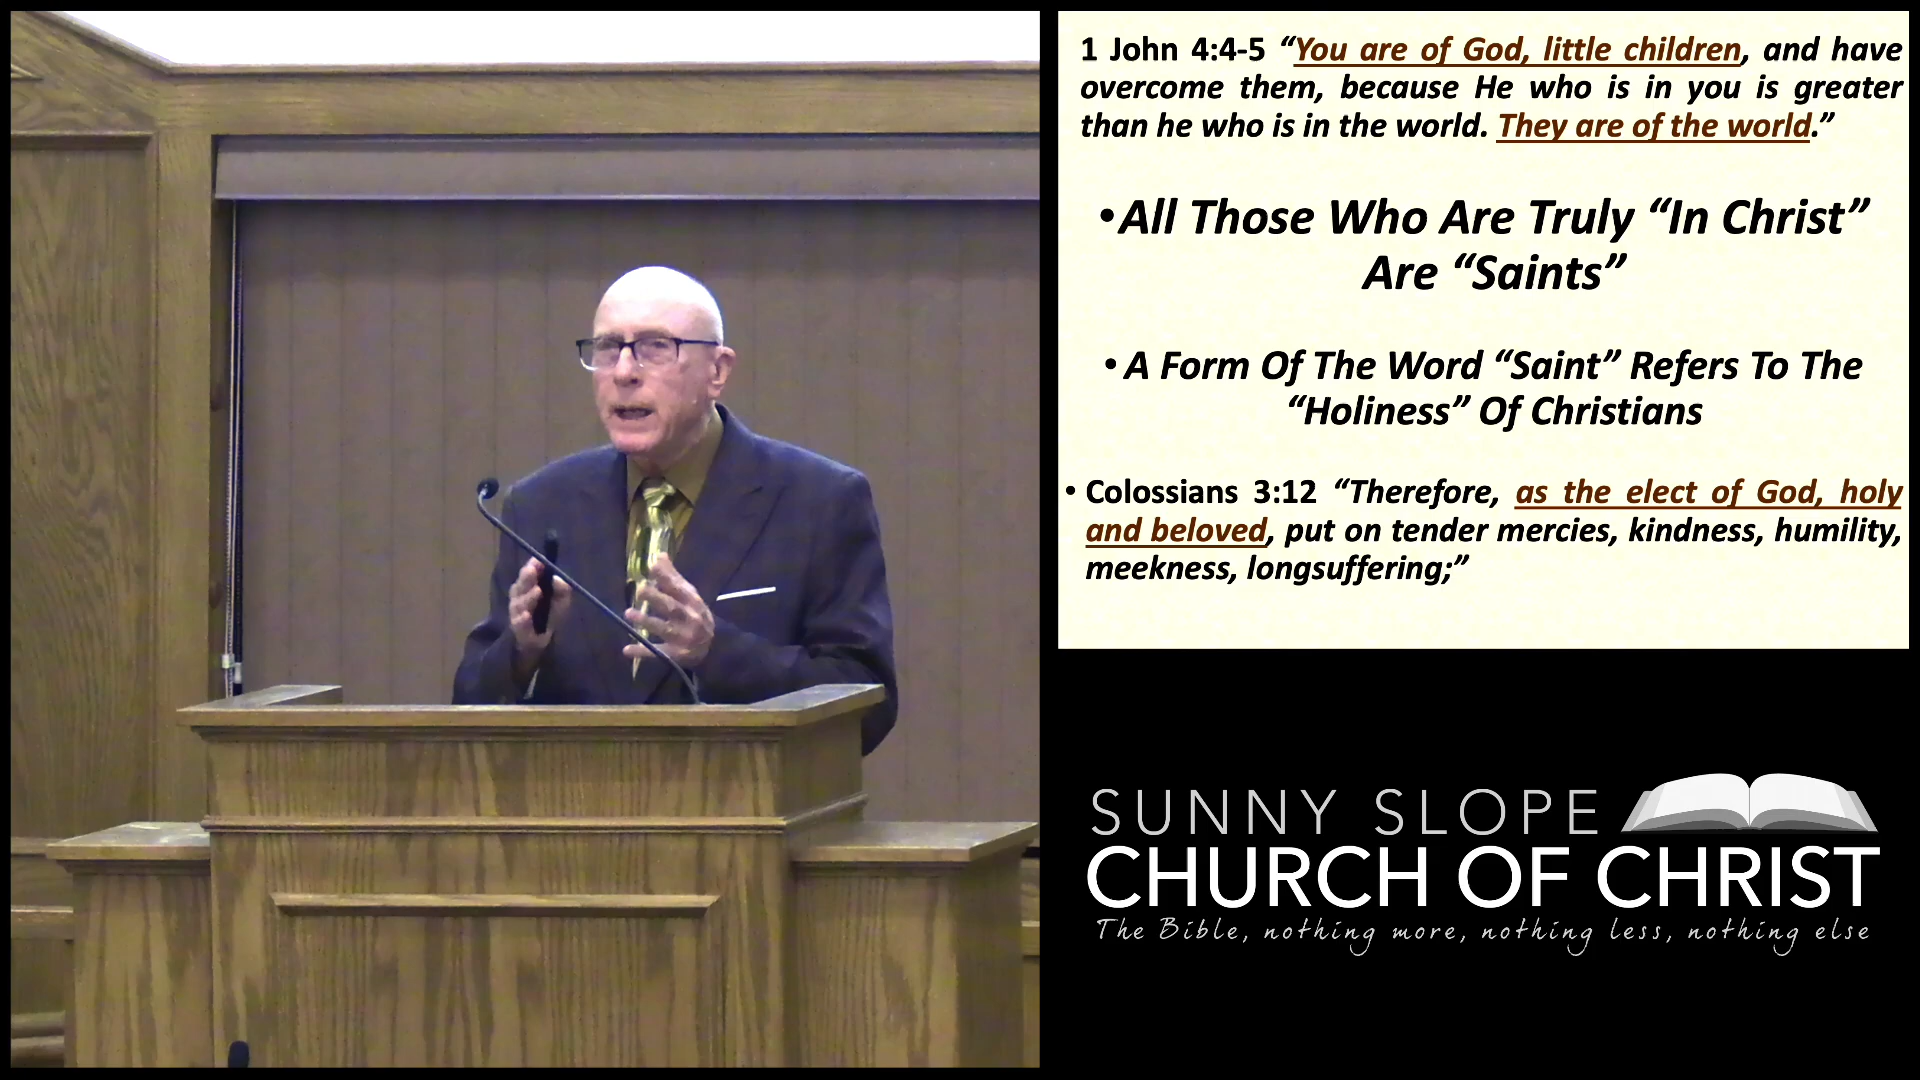 1 John 4:4-5 “You are of God, little children, and have
overcome them, because He who is in you is greater
than he who is in the world. They are of the world.”
•All Those Who Are Truly “In Christ”
Are “Saints”
• A Form Of The Word “Saint” Refers To The
“Holiness” Of Christians
• Colossians 3:12 “Therefore, as the elect of God, holy
and beloved, put on tender mercies, kindness, humility,
meekness, longsuffering;”
SUNNY SLOPE
CHURCH OF CHRIST
The Bible, nothing more, nothing less, nothing else